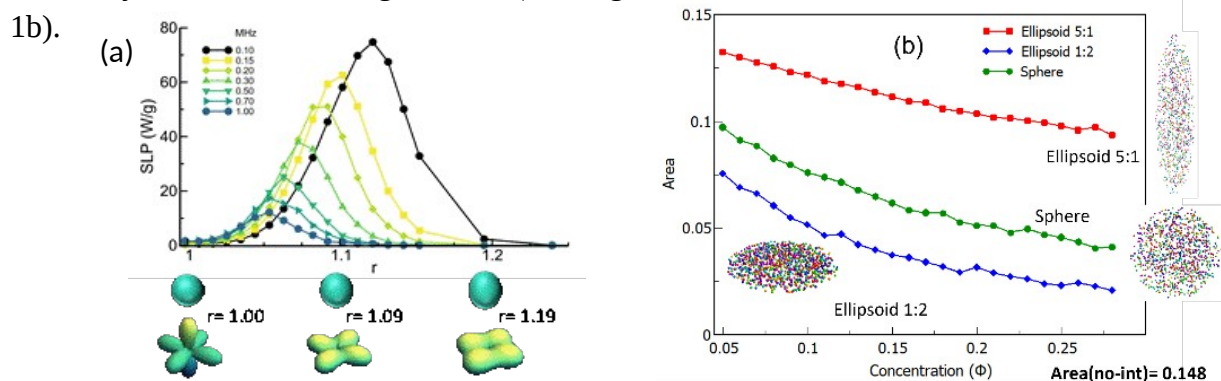 1b).
(a)
SLP (W/g)
80
60
40
20
0
MHz
0.10
0.15
0.20
0.30
0.50
0.70
1.00
1
1.1
1.2
r
r= 1.00
r= 1.09
r= 1.19
(b)
Area
0.15
0.1
0.05
0
Ellipsoid 5:1
Ellipsoid 1:2
Sphere
Ellipsoid 5:1
Sphere
Ellipsoid 1:2
0.05
0.1
0.15
0.2
0.25
Concentration (Φ)
Area(no-int)= 0.148